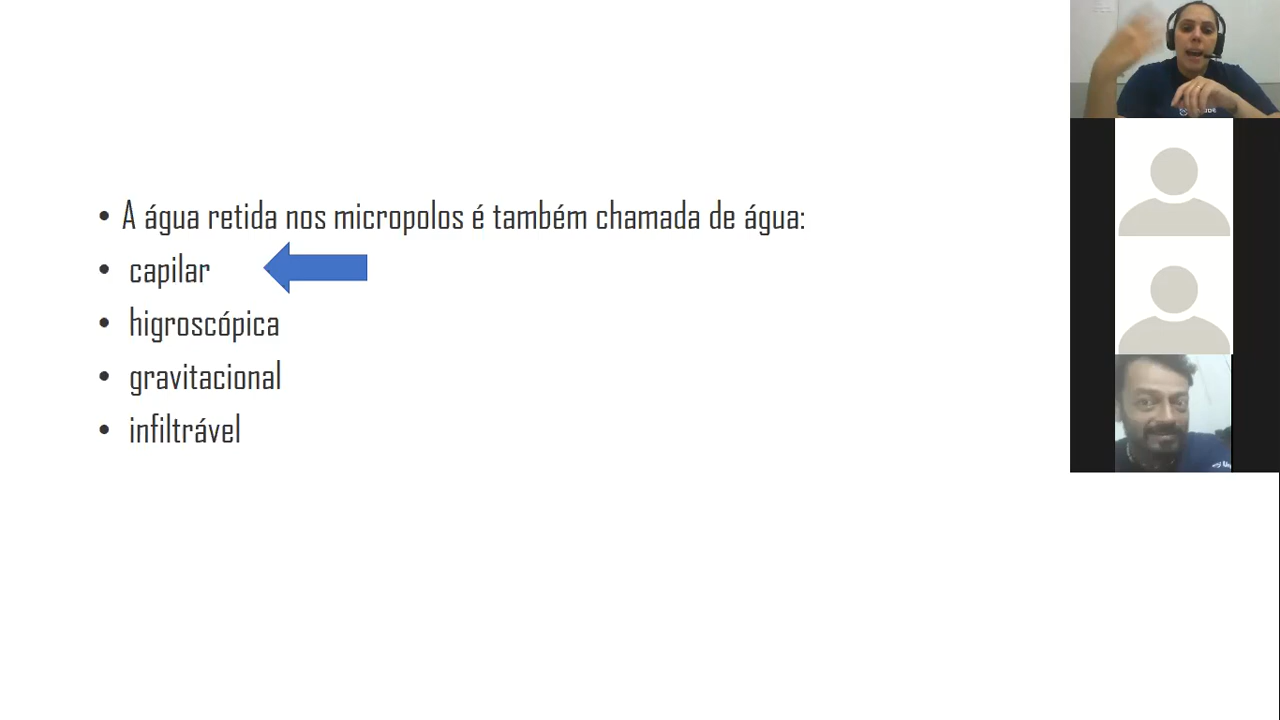 • A água retida nos micropolos é também chamada de água:
• capilar
• higroscópica
• gravitacional
• infiltrável